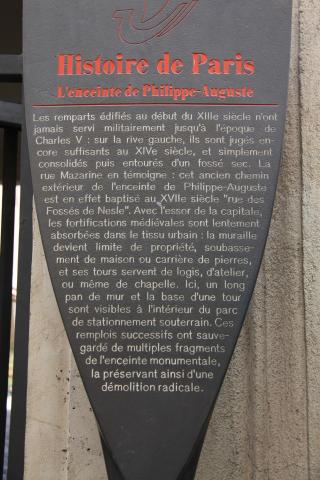 Histoire de Paris
L'enceinte de Philippe-Auguste
Les remparts édifiés au début du XIIIe siècle n'ont
jamais servi militairement jusqu'à l'époque de
Charles V : sur la rive gauche, ils sont jugés en-
core suffisants au XIVe siècle, et simplement
consolidés puis entourés d'un fossé sec. La
rue Mazarine en témoigne : cet ancien chemin
extérieur de l'enceinte de Philippe-Auguste
est en effet baptisé au XVIIe siècle "rue des
Fossés de Nesle". Avec l'essor de la capitale,
les fortifications médiévales sont lentement
absorbées dans le tissu urbain : la muraille
devient limite de propriété, soubasse-
ment de maison ou carrière de pierres,
et ses tours servent de logis, d'atelier,
ou même de chapelle. Ici, un long
pan de mur et la base d'une tour
sont visibles à l'intérieur du parc
de stationnement souterrain. Ces
remplois successifs ont sauve-
gardé de multiples fragments
de l'enceinte monumentale,
la préservant ainsi d'une
démolition radicale.